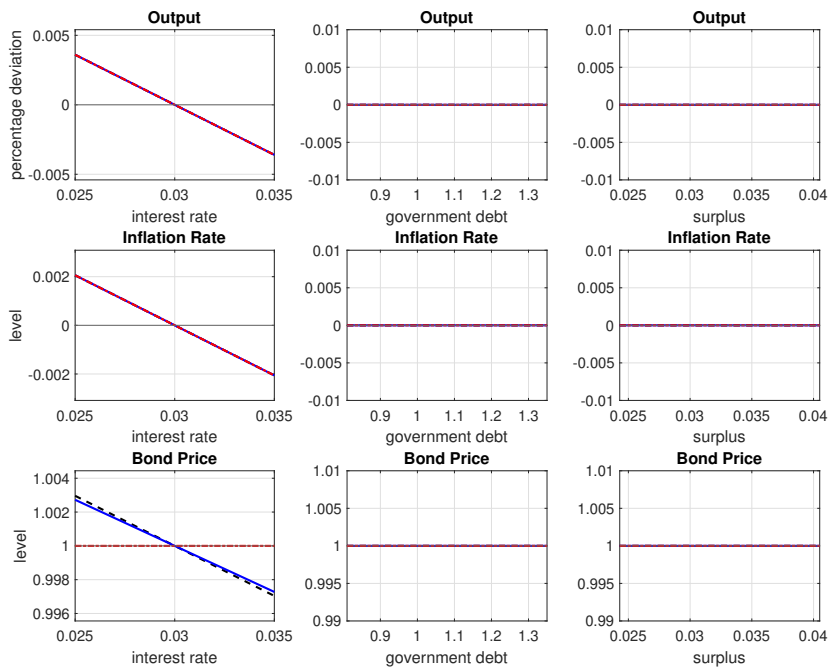 Output Output Output
percentage deviation
0.005
0
-0.005
0.025 0.03 0.035
interest rate
0.01
0.005
0
-0.005
-0.01
0.9 1 1.1 1.2 1.3
government debt
0.01
0.005
0
-0.005
-0.01
0.025 0.03 0.035 0.04
surplus
Inflation Rate Inflation Rate Inflation Rate
level
0.002
0
-0.002
0.025 0.03 0.035
interest rate
0.01
0.005
0
-0.005
-0.01
0.9 1 1.1 1.2 1.3
government debt
0.01
0.005
0
-0.005
-0.01
0.025 0.03 0.035 0.04
surplus
Bond Price Bond Price Bond Price
level
1.004
1.002
1
0.998
0.996
0.025 0.03 0.035
interest rate
1.01
1.005
1
0.995
0.99
0.9 1 1.1 1.2 1.3
government debt
1.01
1.005
1
0.995
0.99
0.025 0.03 0.035 0.04
surplus